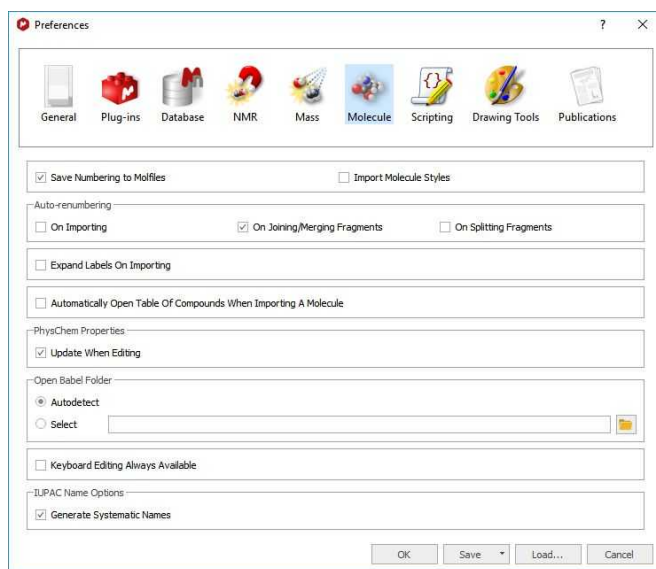 Preferences
?
General Plug-ins Database NMR Mass Molecule Scripting Drawing Tools Publications
Save Numbering to Molfiles Import Molecule Styles
Auto-renumbering
On Importing On Joining/Merging Fragments On Splitting Fragments
Expand Labels On Importing
Automatically Open Table Of Compounds When Importing A Molecule
PhysChem Properties
Update When Editing
Open Babel Folder
Autodetect
Select
Keyboard Editing Always Available
IUPAC Name Options
Generate Systematic Names
OK Save Load... Cancel